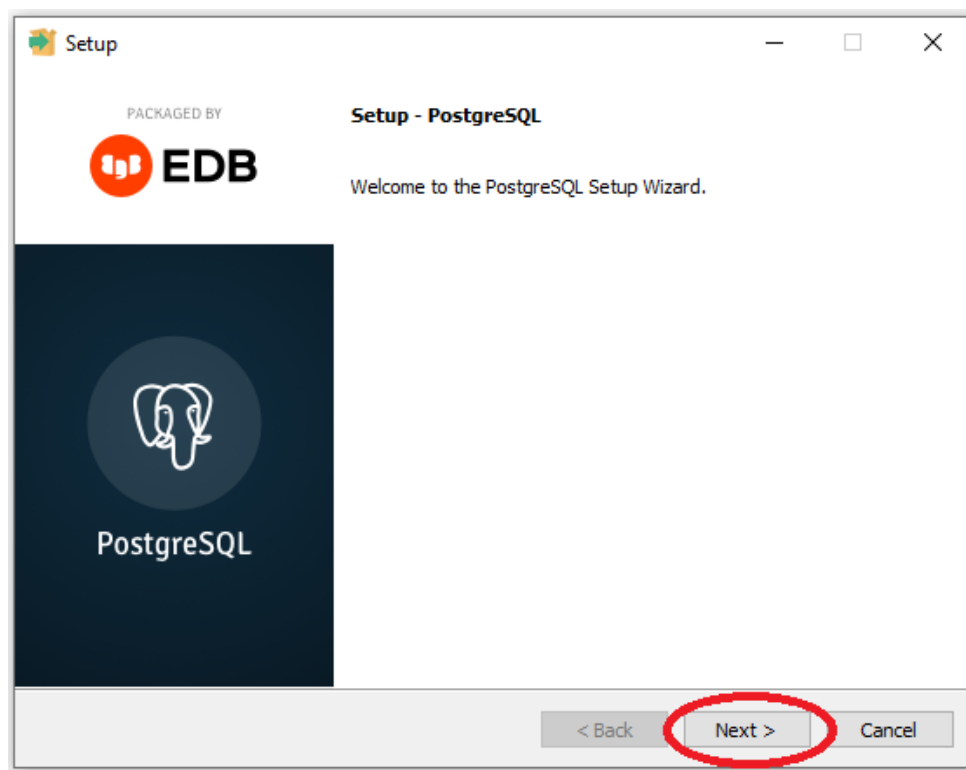 Setup
PACKAGED BY
EDB
Setup - PostgreSQL
Welcome to the PostgreSQL Setup Wizard.
PostgreSQL
< Back
Next >
Cancel